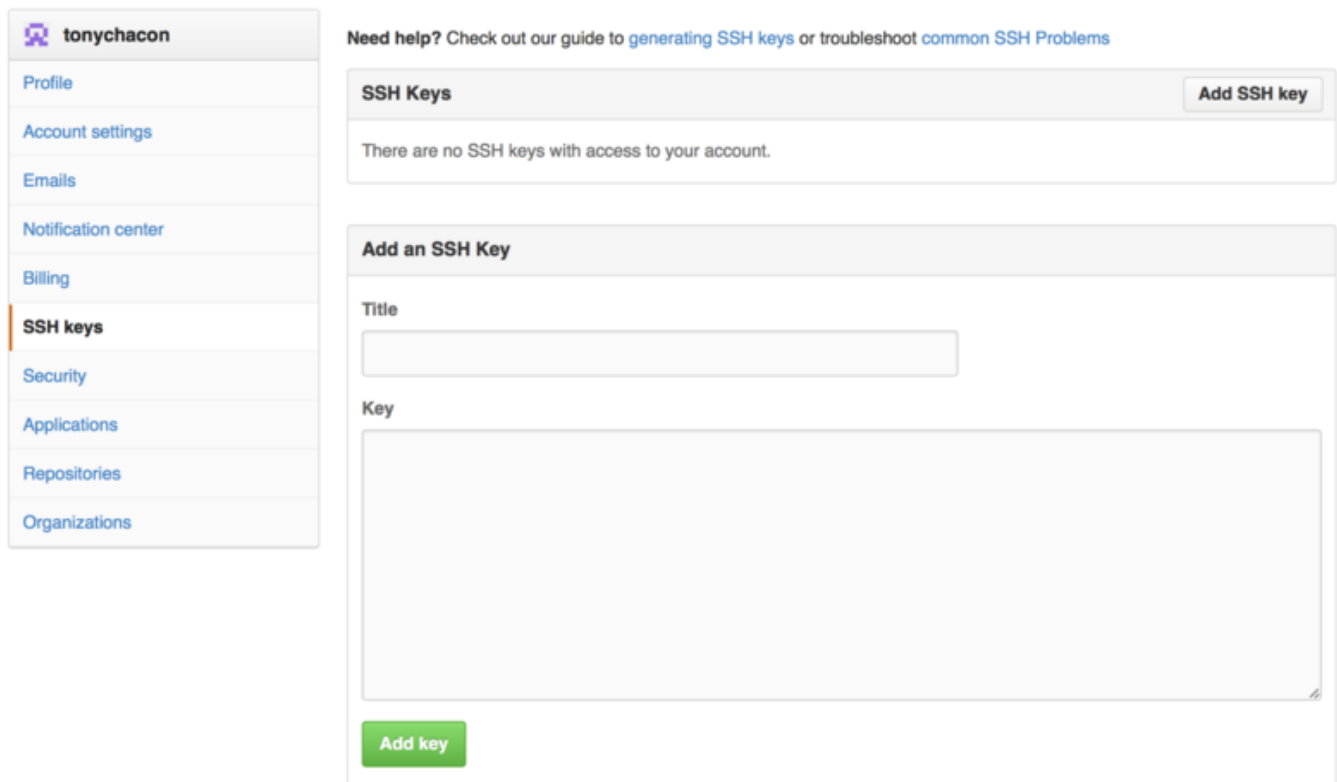 tonychacon
Profile
Account settings
Emails
Notification center
Billing
SSH keys
Security
Applications
Repositories
Organizations
Need help? Check out our guide to generating SSH keys or troubleshoot common SSH Problems
SSH Keys
Add SSH key
There are no SSH keys with access to your account.
Add an SSH Key
Title
Key
Add key